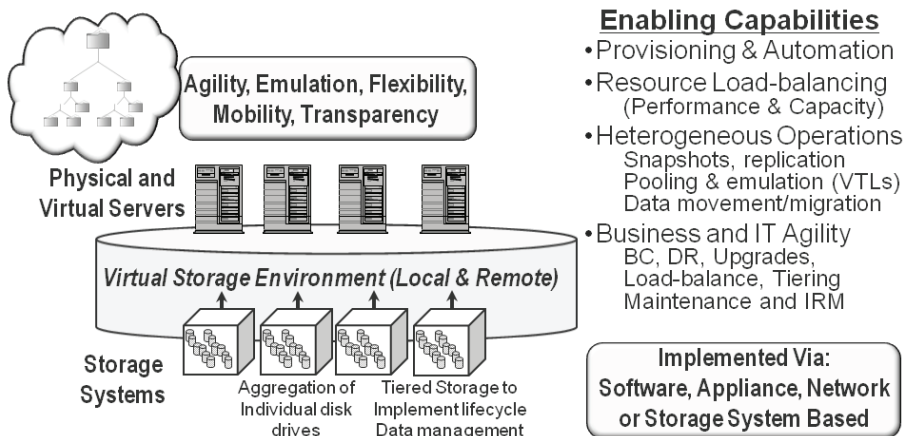 Agility, Emulation, Flexibility,
Mobility, Transparency
Physical and
Virtual Servers
Virtual Storage Environment (Local & Remote)
Storage
Systems
Aggregation of
Individual disk
drives
Tiered Storage to
Implement lifecycle
Data management
Enabling Capabilities
•Provisioning & Automation
•Resource Load-balancing
(Performance & Capacity)
•Heterogeneous Operations
Snapshots, replication
Pooling & emulation (VTLs)
Data movement/migration
•Business and IT Agility
BC, DR, Upgrades,
Load-balance, Tiering
Maintenance and IRM
Implemented Via:
Software, Appliance, Network
or Storage System Based